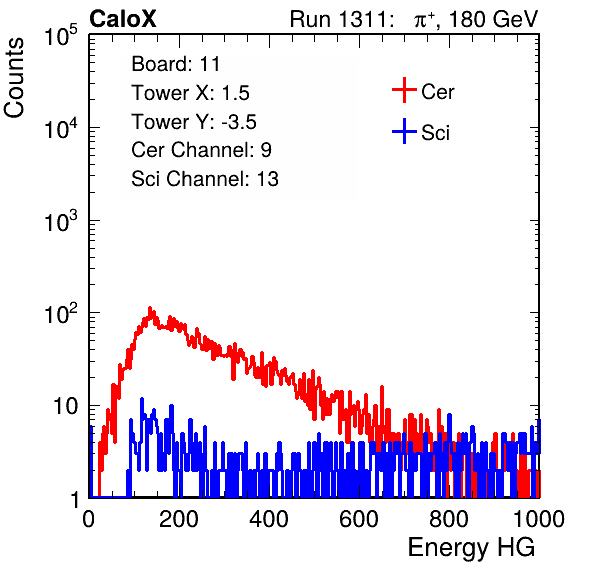 CaloX Run 1311: π⁺, 180 GeV
Counts
10⁵
10⁴
10³
10²
10
1
Board: 11
Tower X: 1.5
Tower Y: -3.5
Cer Channel: 9
Sci Channel: 13
Cer
Sci
0 200 400 600 800 1000
Energy HG